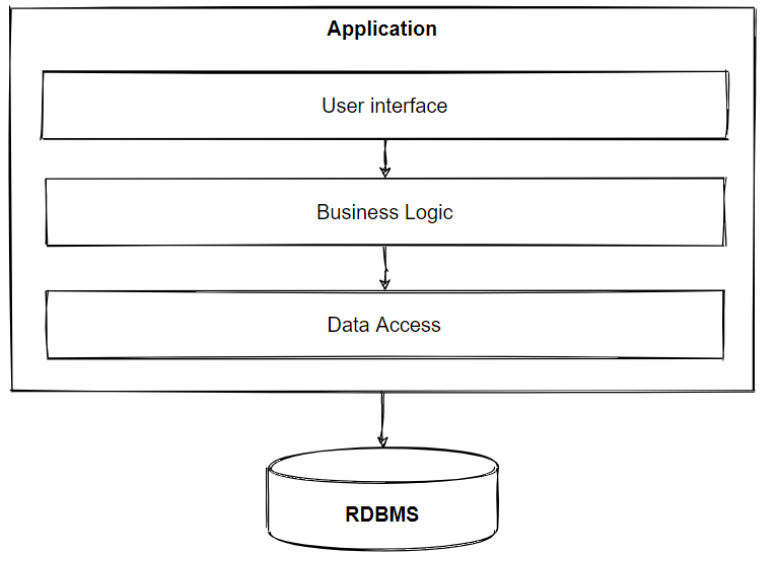 Application
User interface
Business Logic
Data Access
RDBMS